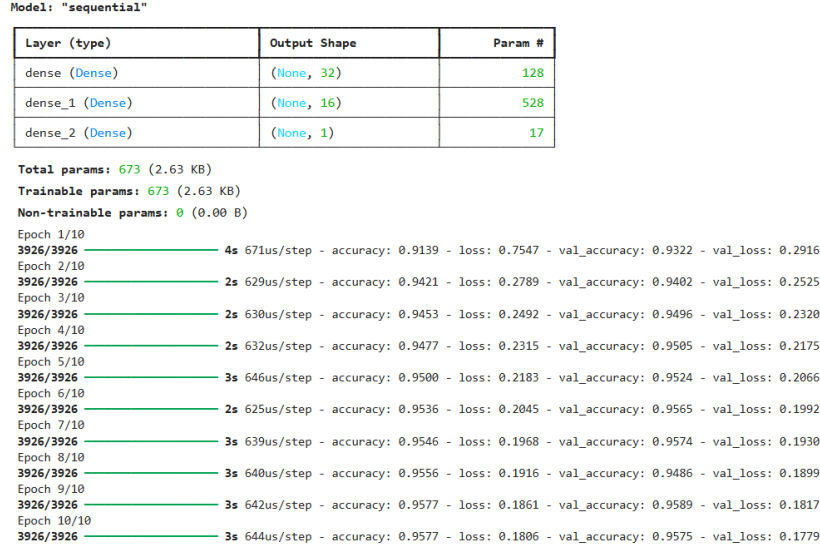 Model: "sequential"
Layer (type) Output Shape Param #
dense (Dense) (None, 32) 128
dense_1 (Dense) (None, 16) 528
dense_2 (Dense) (None, 1) 17
Total params: 673 (2.63 KB)
Trainable params: 673 (2.63 KB)
Non-trainable params: 0 (0.00 B)
Epoch 1/10
3926/3926 4s 671us/step - accuracy: 0.9139 - loss: 0.7547 - val_accuracy: 0.9322 - val_loss: 0.2916
Epoch 2/10
3926/3926 2s 629us/step - accuracy: 0.9421 - loss: 0.2789 - val_accuracy: 0.9402 - val_loss: 0.2525
Epoch 3/10
3926/3926 2s 630us/step - accuracy: 0.9453 - loss: 0.2492 - val_accuracy: 0.9496 - val_loss: 0.2320
Epoch 4/10
3926/3926 2s 632us/step - accuracy: 0.9477 - loss: 0.2315 - val_accuracy: 0.9505 - val_loss: 0.2175
Epoch 5/10
3926/3926 3s 646us/step - accuracy: 0.9500 - loss: 0.2183 - val_accuracy: 0.9524 - val_loss: 0.2066
Epoch 6/10
3926/3926 2s 625us/step - accuracy: 0.9536 - loss: 0.2045 - val_accuracy: 0.9565 - val_loss: 0.1992
Epoch 7/10
3926/3926 3s 639us/step - accuracy: 0.9546 - loss: 0.1968 - val_accuracy: 0.9574 - val_loss: 0.1930
Epoch 8/10
3926/3926 3s 640us/step - accuracy: 0.9556 - loss: 0.1916 - val_accuracy: 0.9486 - val_loss: 0.1899
Epoch 9/10
3926/3926 3s 642us/step - accuracy: 0.9577 - loss: 0.1861 - val_accuracy: 0.9589 - val_loss: 0.1817
Epoch 10/10
3926/3926 3s 644us/step - accuracy: 0.9577 - loss: 0.1806 - val_accuracy: 0.9575 - val_loss: 0.1779